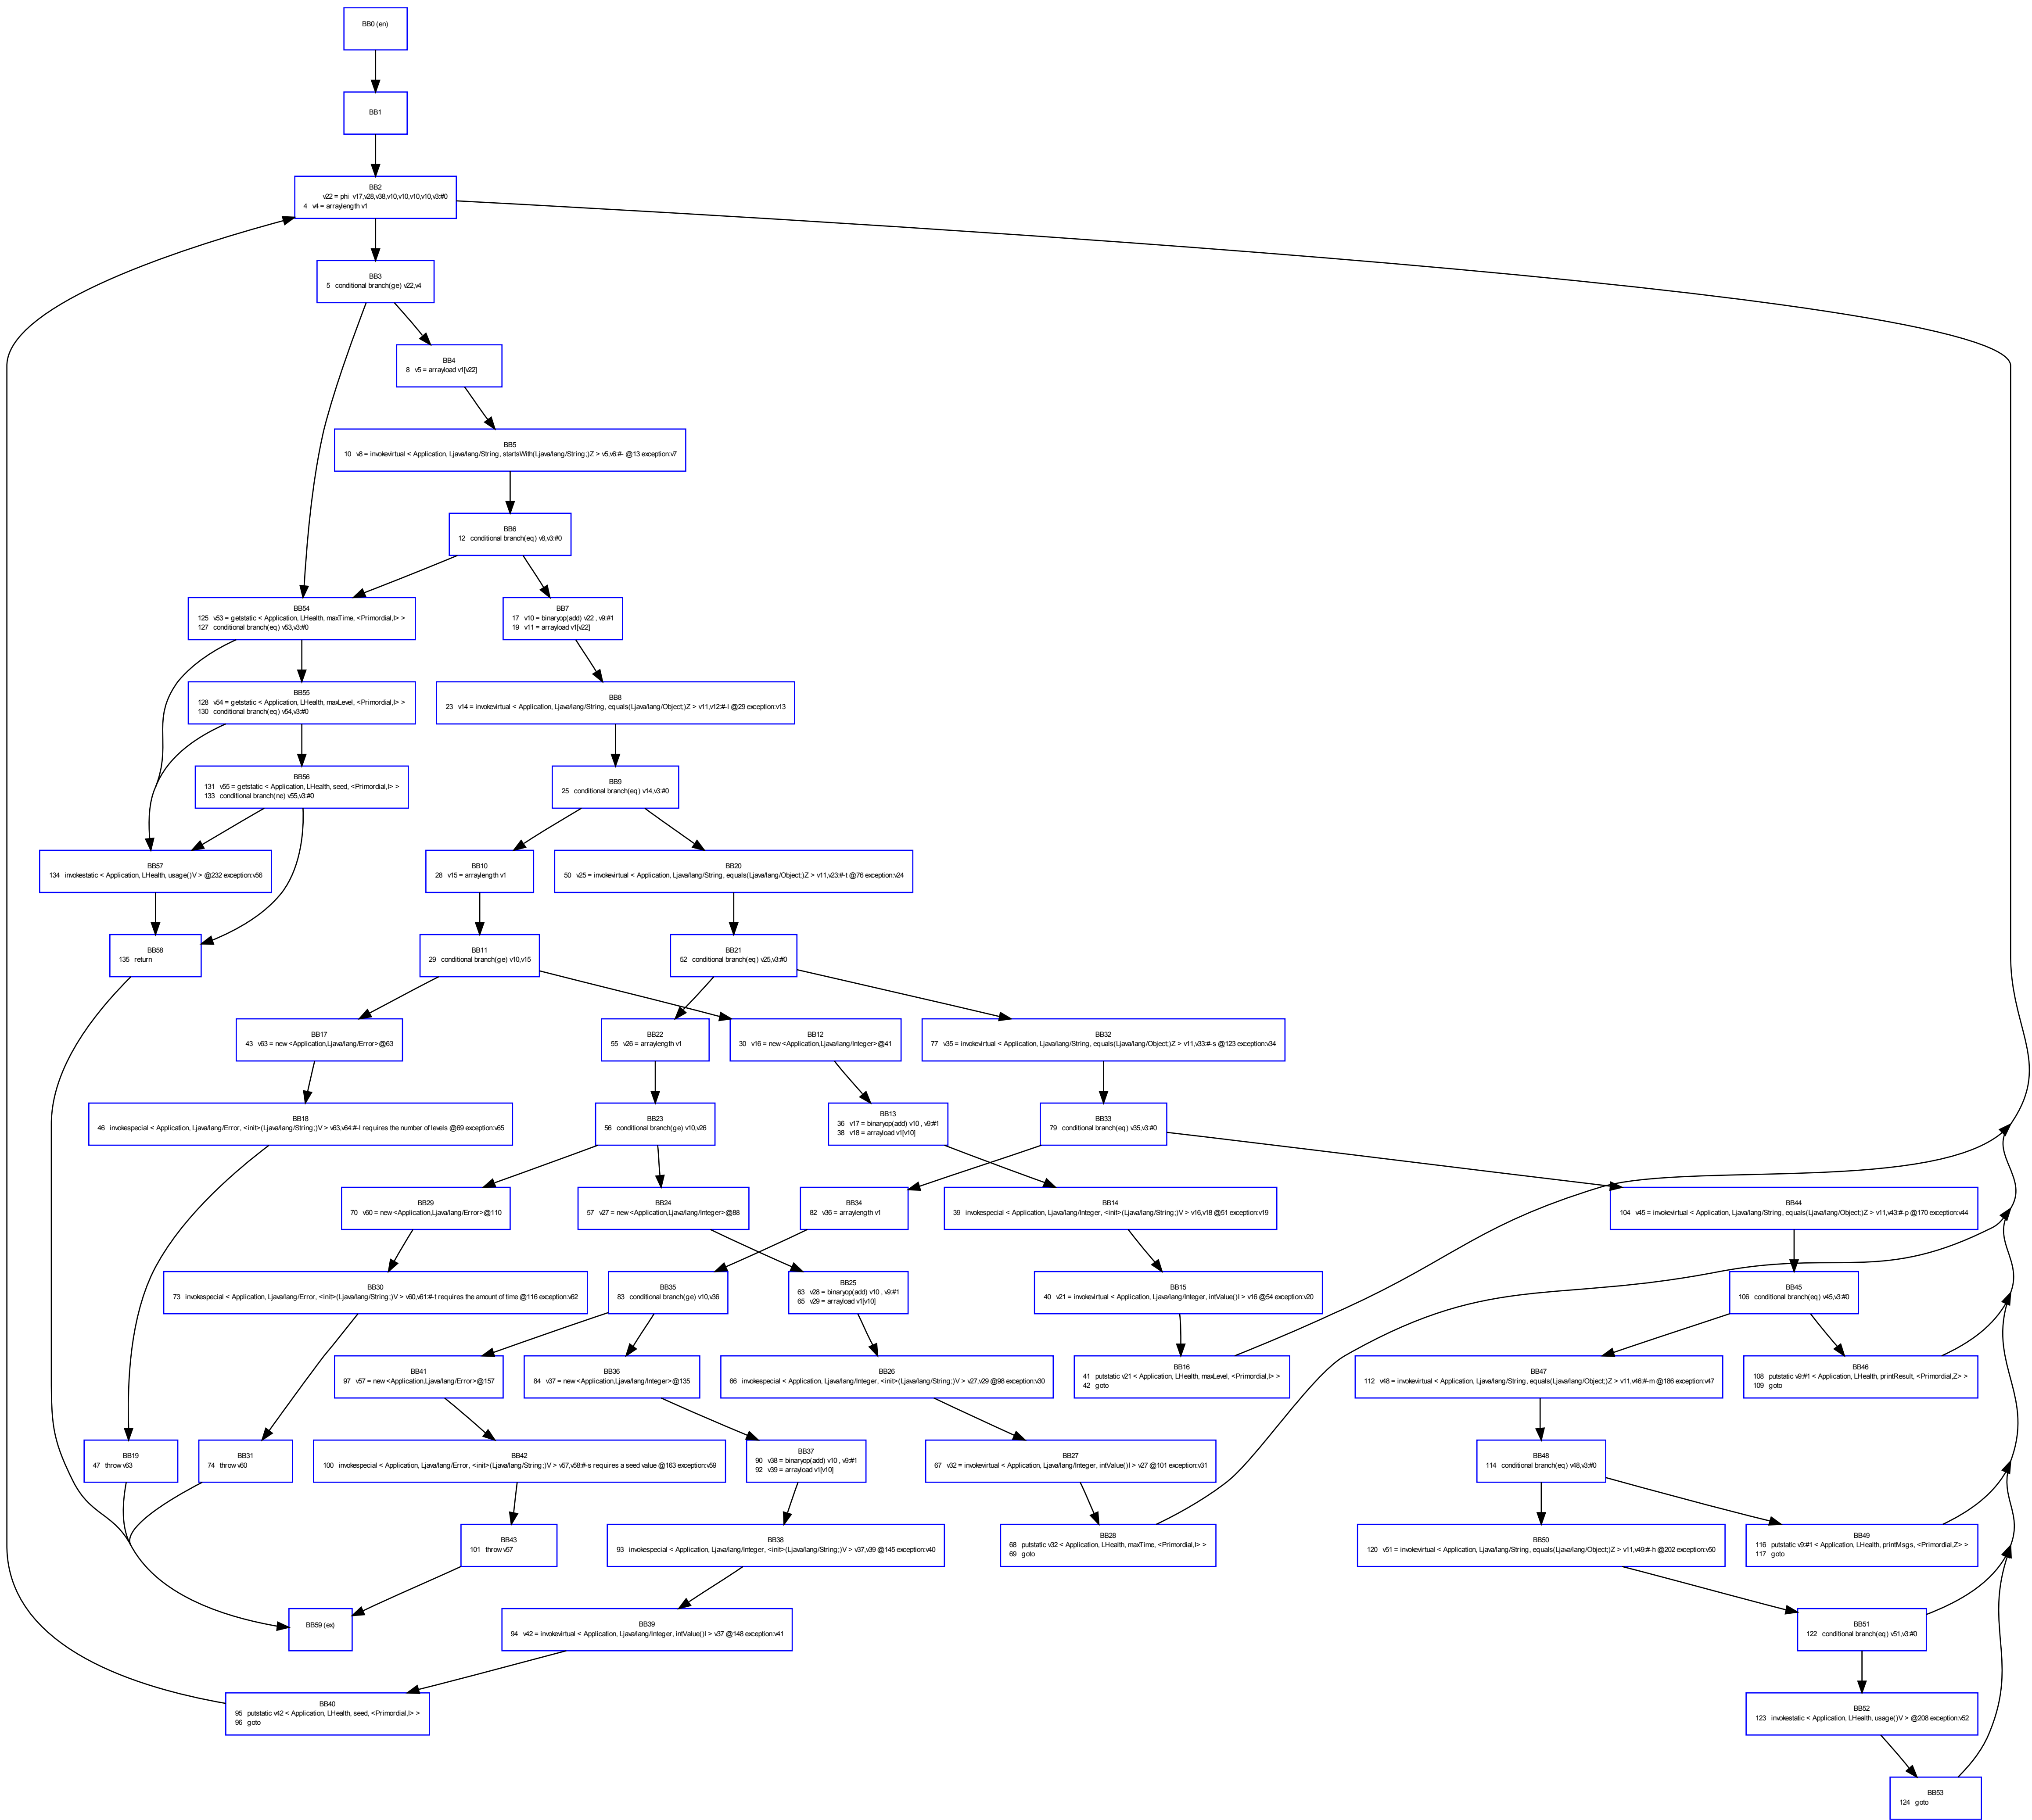 BB0 (en)
BB1
BB2
v22 = phi v17,v28,v38,v10,v10,v10,v10,v3:#0
4 v4 = arraylength v1
BB3
5 conditional branch(ge) v22,v4
BB4
8 v5 = arrayload v1[v22]
BB5
10 v8 = invokevirtual < Application, Ljava/lang/String, startsWith(Ljava/lang/String;)Z > v5,v6:#- @13 exception:v7
BB6
12 conditional branch(eq) v8,v3:#0
BB54
125 v53 = getstatic < Application, LHealth, maxTime, <Primordial,I> >
127 conditional branch(eq) v53,v3:#0
BB7
17 v10 = binaryop(add) v22 , v9:#1
19 v11 = arrayload v1[v22]
BB55
128 v54 = getstatic < Application, LHealth, maxLevel, <Primordial,I> >
130 conditional branch(eq) v54,v3:#0
BB8
23 v14 = invokevirtual < Application, Ljava/lang/String, equals(Ljava/lang/Object;)Z > v11,v12:#-l @29 exception:v13
BB56
131 v55 = getstatic < Application, LHealth, seed, <Primordial,I> >
133 conditional branch(ne) v55,v3:#0
BB9
25 conditional branch(eq) v14,v3:#0
BB57
134 invokestatic < Application, LHealth, usage()V > @232 exception:v56
BB10
28 v15 = arraylength v1
BB20
50 v25 = invokevirtual < Application, Ljava/lang/String, equals(Ljava/lang/Object;)Z > v11,v23:#-t @76 exception:v24
BB58
135 return
BB11
29 conditional branch(ge) v10,v15
BB21
52 conditional branch(eq) v25,v3:#0
BB17
43 v63 = new <Application,Ljava/lang/Error>@63
BB22
55 v26 = arraylength v1
BB12
30 v16 = new <Application,Ljava/lang/Integer>@41
BB32
77 v35 = invokevirtual < Application, Ljava/lang/String, equals(Ljava/lang/Object;)Z > v11,v33:#-s @123 exception:v34
BB18
46 invokespecial < Application, Ljava/lang/Error, <init>(Ljava/lang/String;)V > v63,v64:#-l requires the number of levels @69 exception:v65
BB23
56 conditional branch(ge) v10,v26
BB13
36 v17 = binaryop(add) v10 , v9:#1
38 v18 = arrayload v1[v10]
BB33
79 conditional branch(eq) v35,v3:#0
BB29
70 v60 = new <Application,Ljava/lang/Error>@110
BB24
57 v27 = new <Application,Ljava/lang/Integer>@88
BB34
82 v36 = arraylength v1
BB14
39 invokespecial < Application, Ljava/lang/Integer, <init>(Ljava/lang/String;)V > v16,v18 @51 exception:v19
BB44
104 v45 = invokevirtual < Application, Ljava/lang/String, equals(Ljava/lang/Object;)Z > v11,v43:#-p @170 exception:v44
BB30
73 invokespecial < Application, Ljava/lang/Error, <init>(Ljava/lang/String;)V > v60,v61:#-t requires the amount of time @116 exception:v62
BB35
83 conditional branch(ge) v10,v36
BB25
63 v28 = binaryop(add) v10 , v9:#1
65 v29 = arrayload v1[v10]
BB15
40 v21 = invokevirtual < Application, Ljava/lang/Integer, intValue()I > v16 @54 exception:v20
BB45
106 conditional branch(eq) v45,v3:#0
BB41
97 v57 = new <Application,Ljava/lang/Error>@157
BB36
84 v37 = new <Application,Ljava/lang/Integer>@135
BB26
66 invokespecial < Application, Ljava/lang/Integer, <init>(Ljava/lang/String;)V > v27,v29 @98 exception:v30
BB16
41 putstatic v21 < Application, LHealth, maxLevel, <Primordial,I> >
42 goto
BB47
112 v48 = invokevirtual < Application, Ljava/lang/String, equals(Ljava/lang/Object;)Z > v11,v46:#-m @186 exception:v47
BB46
108 putstatic v9:#1 < Application, LHealth, printResult, <Primordial,Z> >
109 goto
BB19
47 throw v63
BB31
74 throw v60
BB42
100 invokespecial < Application, Ljava/lang/Error, <init>(Ljava/lang/String;)V > v57,v58:#-s requires a seed value @163 exception:v59
BB37
90 v38 = binaryop(add) v10 , v9:#1
92 v39 = arrayload v1[v10]
BB27
67 v32 = invokevirtual < Application, Ljava/lang/Integer, intValue()I > v27 @101 exception:v31
BB48
114 conditional branch(eq) v48,v3:#0
BB43
101 throw v57
BB38
93 invokespecial < Application, Ljava/lang/Integer, <init>(Ljava/lang/String;)V > v37,v39 @145 exception:v40
BB28
68 putstatic v32 < Application, LHealth, maxTime, <Primordial,I> >
69 goto
BB50
120 v51 = invokevirtual < Application, Ljava/lang/String, equals(Ljava/lang/Object;)Z > v11,v49:#-h @202 exception:v50
BB49
116 putstatic v9:#1 < Application, LHealth, printMsgs, <Primordial,Z> >
117 goto
BB59 (ex)
BB39
94 v42 = invokevirtual < Application, Ljava/lang/Integer, intValue()I > v37 @148 exception:v41
BB51
122 conditional branch(eq) v51,v3:#0
BB40
95 putstatic v42 < Application, LHealth, seed, <Primordial,I> >
96 goto
BB52
123 invokestatic < Application, LHealth, usage()V > @208 exception:v52
BB53
124 goto